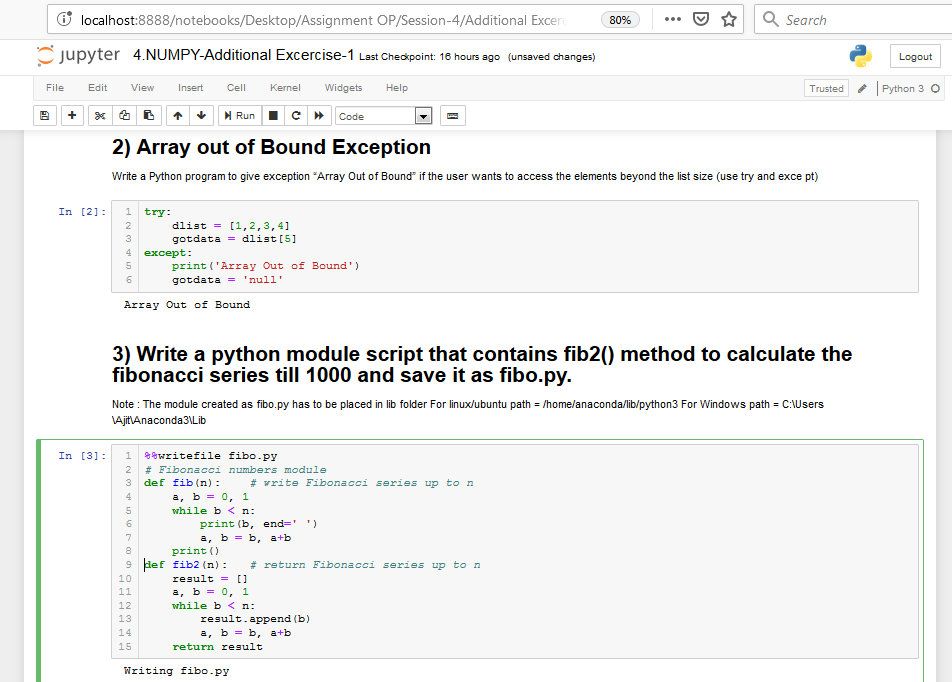 localhost:8888/notebooks/Desktop/Assignment OP/Session-4/Additional Exce
80%
Search
jupyter 4.NUMPY-Additional Excercise-1 Last Checkpoint: 16 hours ago (unsaved changes)
Logout
File Edit View Insert Cell Kernel Widgets Help
Trusted Python 3
Run
Code
2) Array out of Bound Exception
Write a Python program to give exception “Array Out of Bound” if the user wants to access the elements beyond the list size (use try and exce pt)
In [2]:
1 try:
2     dlist = [1,2,3,4]
3     gotdata = dlist[5]
4 except:
5     print('Array Out of Bound')
6     gotdata = 'null'
Array Out of Bound
3) Write a python module script that contains fib2() method to calculate the
fibonacci series till 1000 and save it as fibo.py.
Note : The module created as fibo.py has to be placed in lib folder For linux/ubuntu path = /home/anaconda/lib/python3 For Windows path = C:\Users
\Ajit\Anaconda3\Lib
In [3]:
1 %%writefile fibo.py
2 # Fibonacci numbers module
3 def fib(n):    # write Fibonacci series up to n
4     a, b = 0, 1
5     while b < n:
6         print(b, end=' ')
7         a, b = b, a+b
8     print()
9 def fib2(n):   # return Fibonacci series up to n
10     result = []
11     a, b = 0, 1
12     while b < n:
13         result.append(b)
14         a, b = b, a+b
15     return result
Writing fibo.py